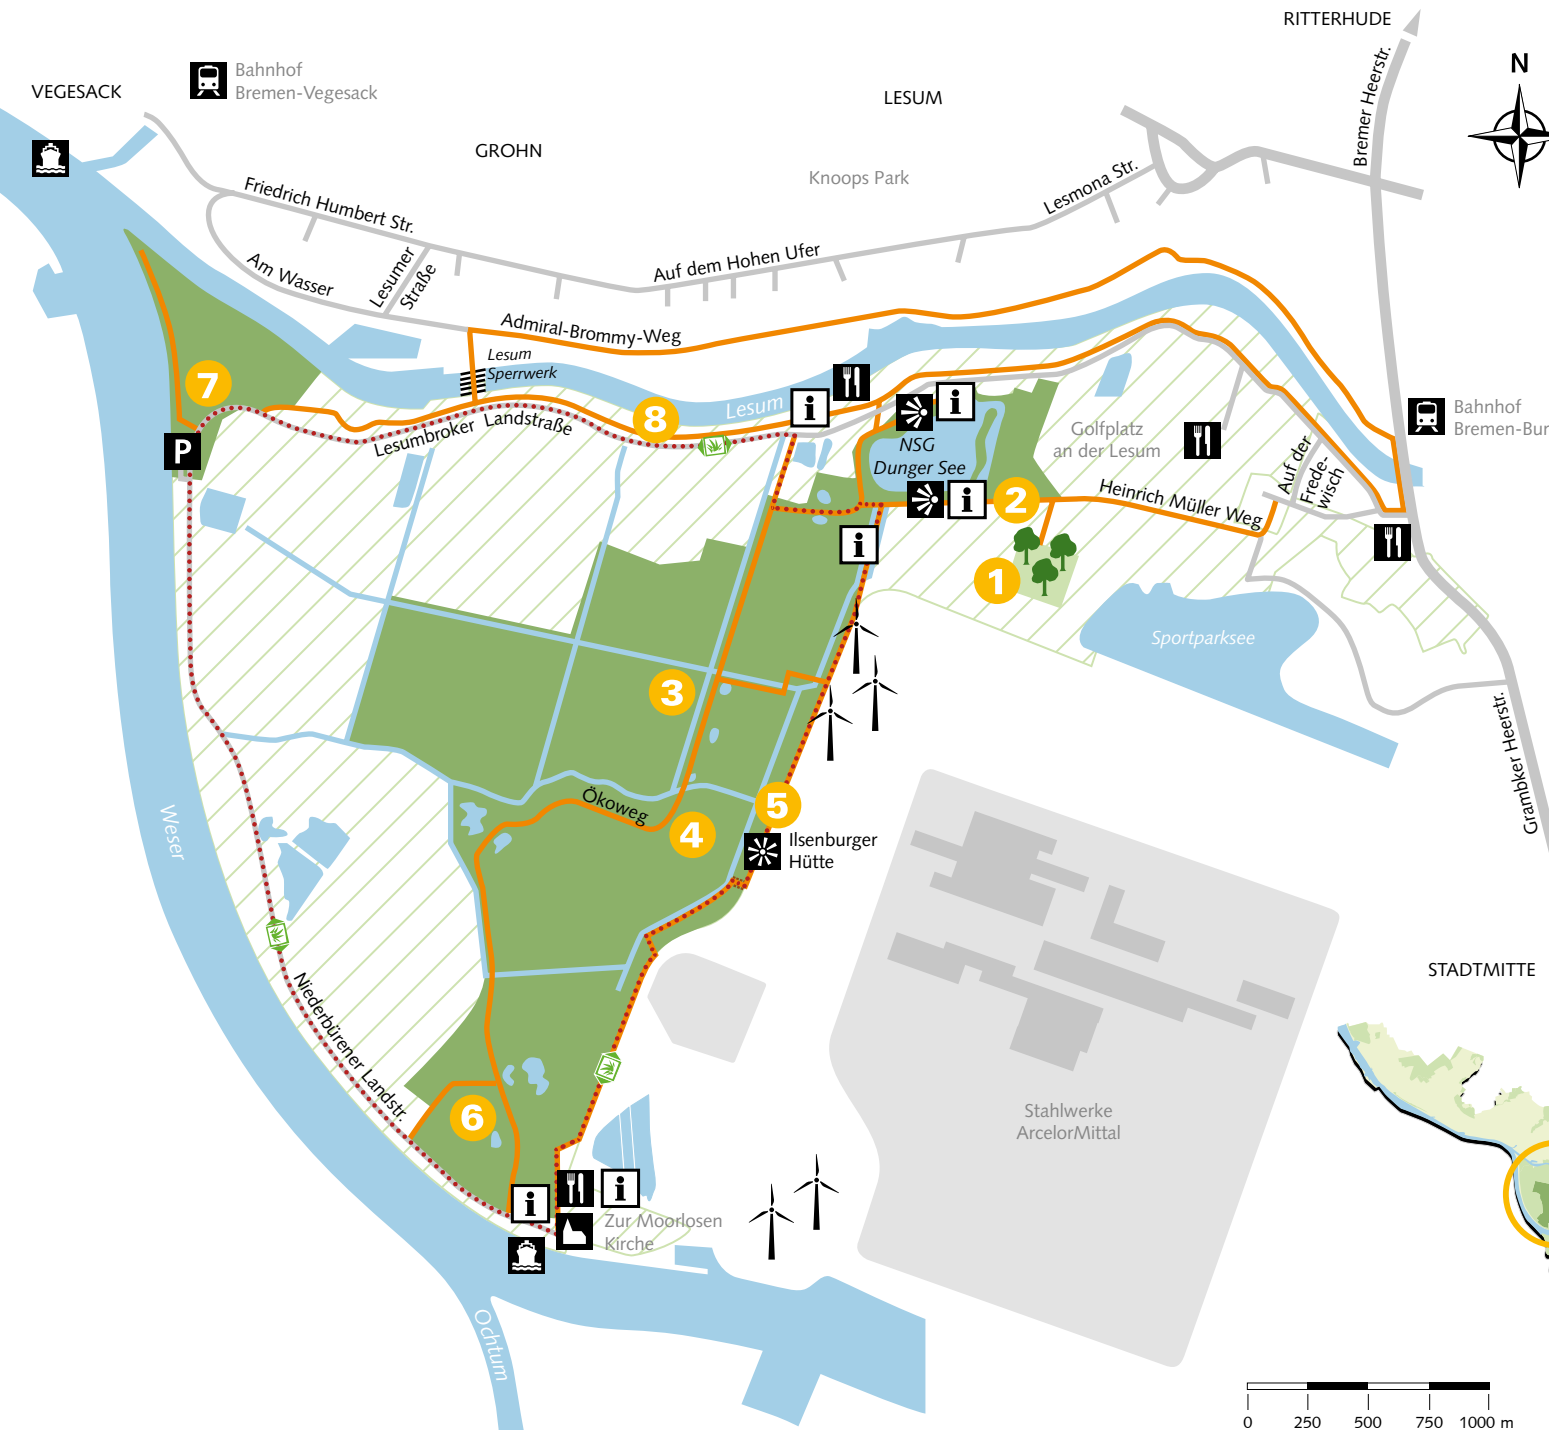 RITTERHUDE
N
VEGESACK
Bahnhof
Bremen-Vegesack
LESUM
GROHN
Knoops Park
Bremer Heerstr.
Lesmona Str.
Friedrich Humbert Str.
Am Wasser
Lesumer
Straße
Auf dem Hohen Ufer
Admiral-Brommy-Weg
Lesum
Sperrwerk
7
8
Lesum
i
i
P
Lesumbroker Landstraße
NSG
Dunger See
Golfplatz
an der Lesum
Bahnhof
Bremen-Bur
Auf der
Frede-
wisch
i
2
Heinrich Müller Weg
i
1
Sportparksee
3
Grambker Heerstr.
Weser
Ökoweg
4
5
Ilsenburger
Hütte
STADTMITTE
Niederbürener Landstr.
6
Stahlwerke
ArcelorMittal
i
i
Zur Moorlosen
Kirche
Ochtum
0 250 500 750 1000 m